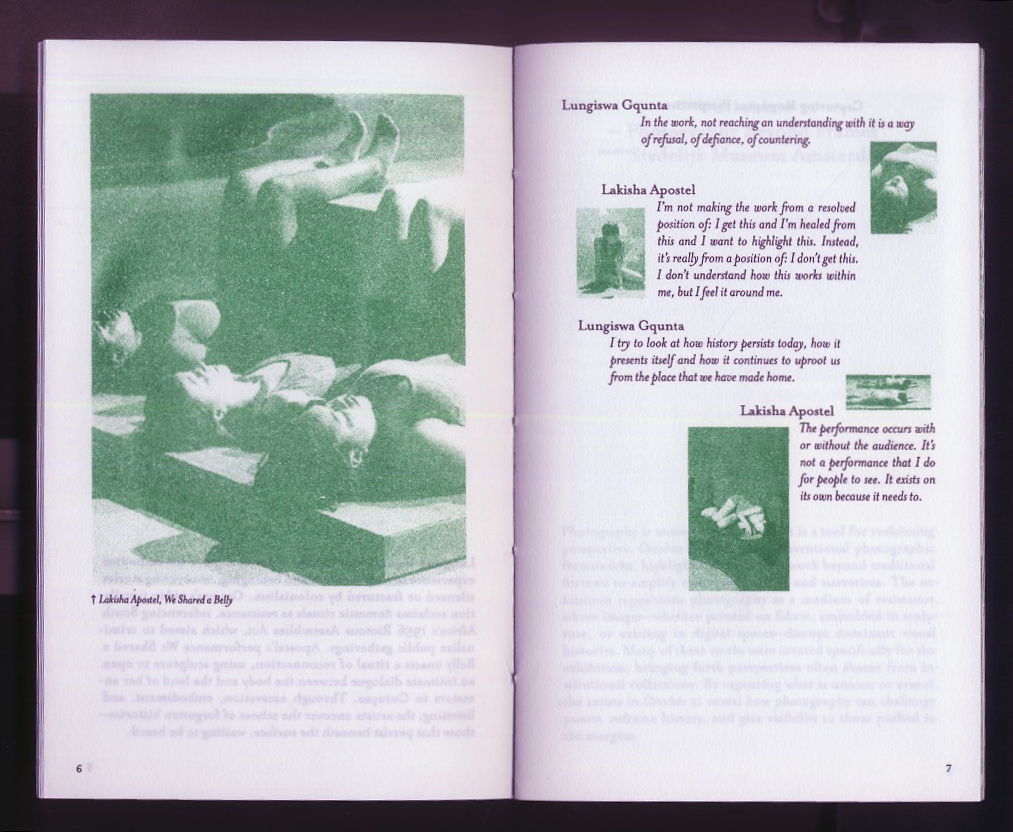 ↑ Lakisha Apostel, We Shared a Belly
6
Lungiswa Gqunta
In the work, not reaching an understanding with it is a way
of refusal, of defiance, of countering.
Lakisha Apostel
I'm not making the work from a resolved
position of: I get this and I'm healed from
this and I want to highlight this. Instead,
it's really from a position of: I don't get this.
I don't understand how this works within
me, but I feel it around me.
Lungiswa Gqunta
I try to look at how history persists today, how it
presents itself and how it continues to uproot us
from the place that we have made home.
Lakisha Apostel
The performance occurs with
or without the audience. It's
not a performance that I do
for people to see. It exists on
its own because it needs to.
7